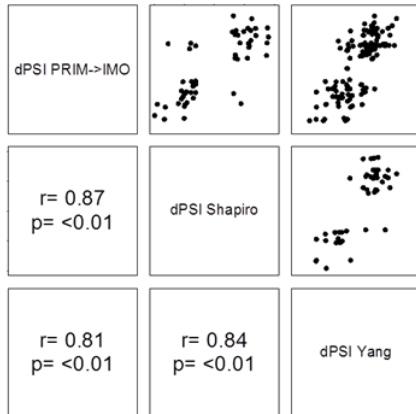 dPSI PRIM->IMO
r= 0.87
p= <0.01
dPSI Shapiro
r= 0.81
p= <0.01
r= 0.84
p= <0.01
dPSI Yang